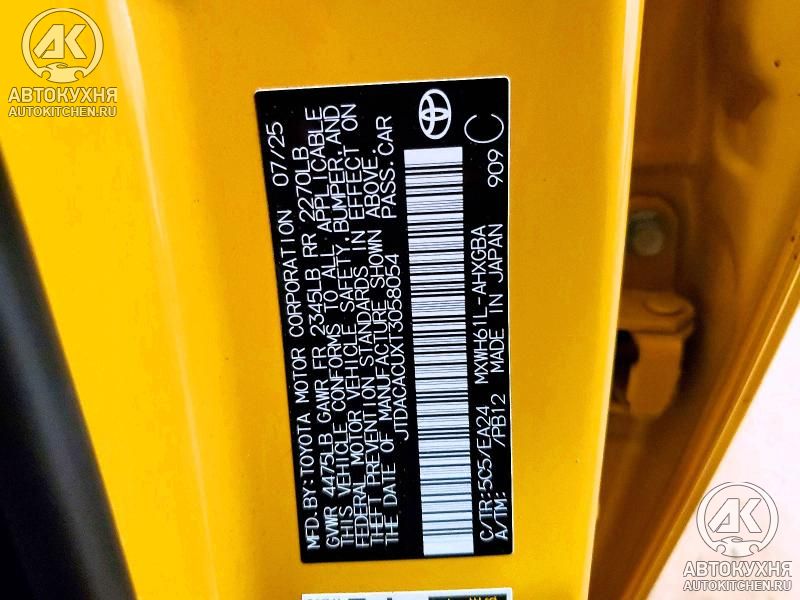 AK
АВТОКУХНЯ
AUTOKITCHEN.RU
MFD. BY: TOYOTA MOTOR CORPORATION 07/25
GVWR 4475LB GAWR FR 2345LB RR 2270LB
THIS VEHICLE CONFORMS TO ALL APPLICABLE
FEDERAL MOTOR VEHICLE SAFETY, BUMPER, AND
THEFT PREVENTION STANDARDS IN EFFECT ON
THE DATE OF MANUFACTURE SHOWN ABOVE.
JTDACACUXT3058054 PASS. CAR
C/TR: 5C5/EA24 MXWH61L-AHXGBA
A/TM: /PB12 MADE IN JAPAN 909 C
AK
АВТОКУХНЯ
AUTOKITCHEN.RU